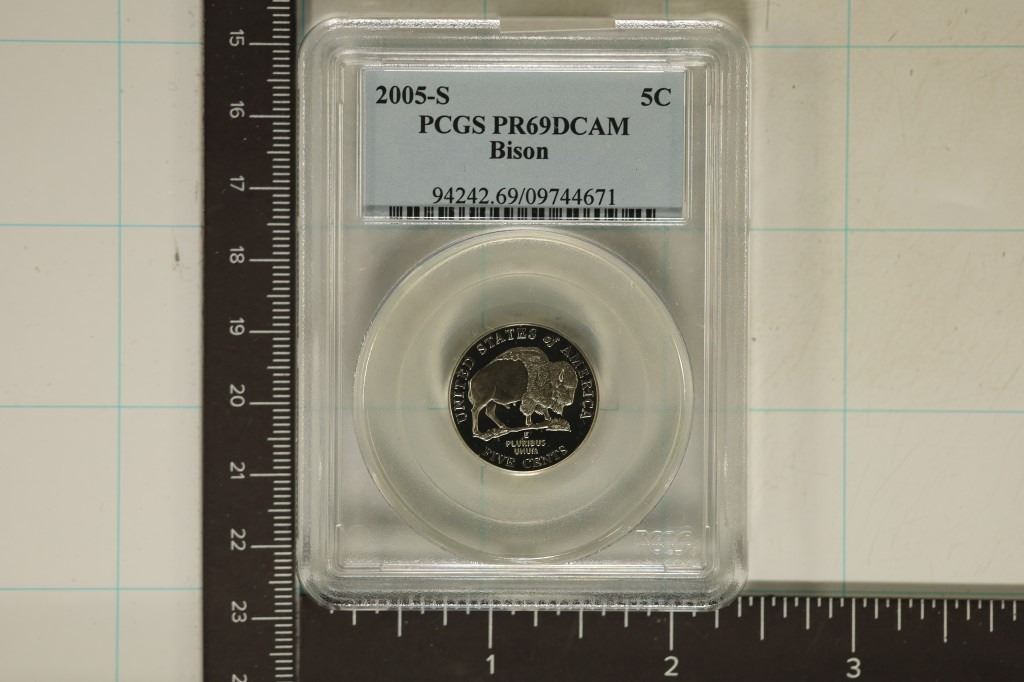 2005-S 5C
PCGS PR69DCAM
Bison
94242.69/09744671
UNITED STATES of AMERICA
E
PLURIBUS
UNUM
FIVE CENTS
PCGS
15
16
17
18
19
20
21
22
23
1 2 3